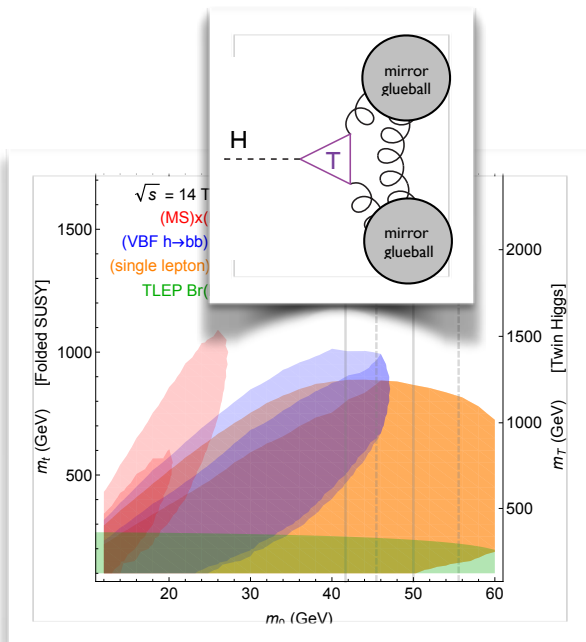 mirror
glueball
H
T
mirror
glueball
√s = 14 T
(MS)x(
(VBF h→bb)
(single lepton)
TLEP Br(
1500
1000
500
m_t (GeV) [Folded SUSY]
2000
1500
1000
500
m_T (GeV) [Twin Higgs]
20 30 40 50 60
m₀ (GeV)